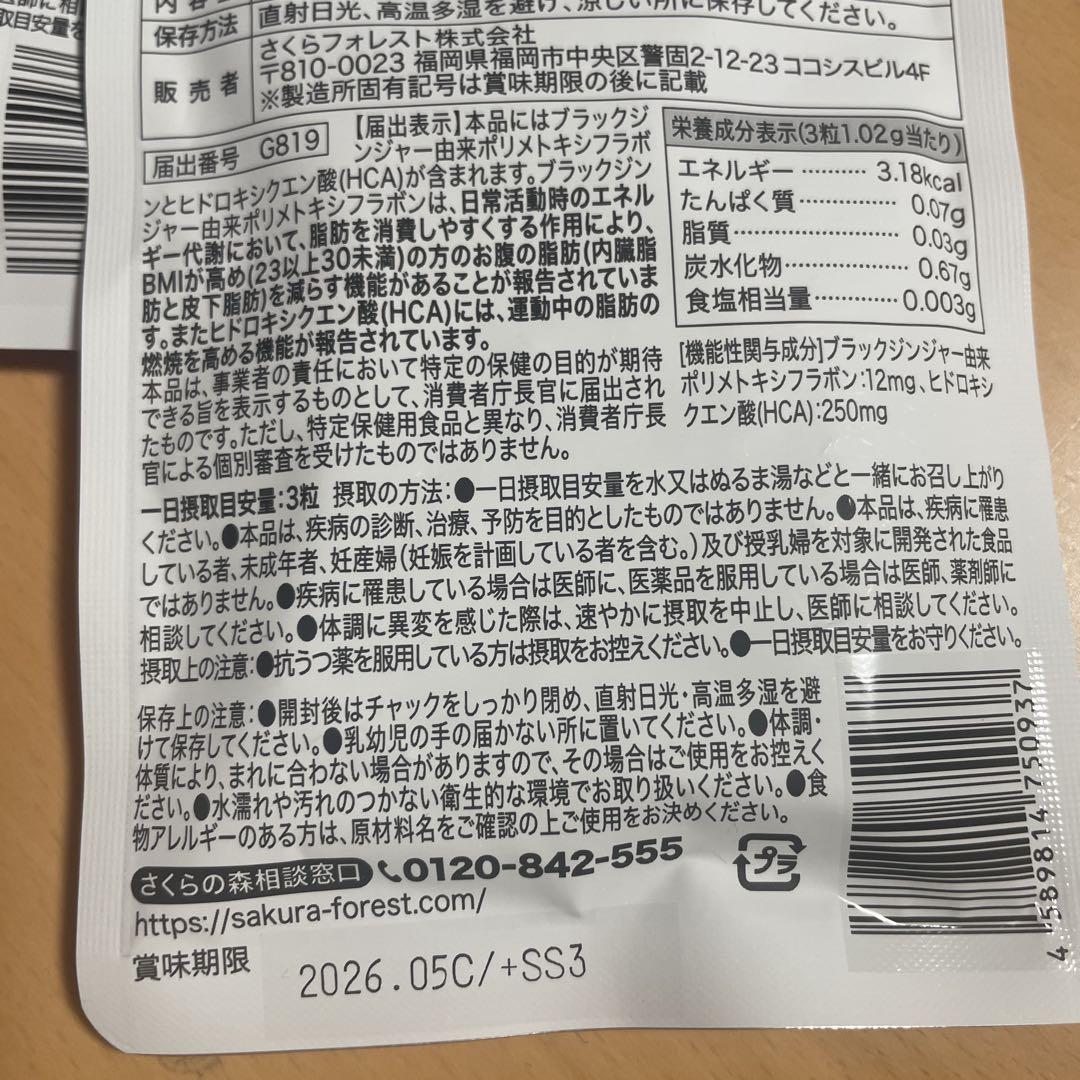 取目安量を
内容
保存方法
直射日光、高温多湿を避け、涼しい所に保存してください。
販売者
さくらフォレスト株式会社
〒810-0023 福岡県福岡市中央区警固2-12-23 ココシスビル4F
※製造所固有記号は賞味期限の後に記載
届出番号 G819
【届出表示】本品にはブラックジ
ンジャー由来ポリメトキシフラボ
ンとヒドロキシクエン酸(HCA)が含まれます。ブラックジン
ジャー由来ポリメトキシフラボンは、日常活動時のエネル
ギー代謝において、脂肪を消費しやすくする作用により、
BMIが高め(23以上30未満)の方のお腹の脂肪(内臓脂
肪と皮下脂肪)を減らす機能があることが報告されていま
す。またヒドロキシクエン酸(HCA)には、運動中の脂肪の
燃焼を高める機能が報告されています。
本品は、事業者の責任において特定の保健の目的が期待
できる旨を表示するものとして、消費者庁長官に届出され
たものです。ただし、特定保健用食品と異なり、消費者庁長
官による個別審査を受けたものではありません。
栄養成分表示(3粒1.02g当たり)
エネルギー……… 3.18kcal
たんぱく質………… 0.07g
脂質………………… 0.03g
炭水化物…………… 0.67g
食塩相当量………… 0.003g
[機能性関与成分]ブラックジンジャー由来
ポリメトキシフラボン:12mg、ヒドロキシ
クエン酸(HCA):250mg
一日摂取目安量:3粒 摂取の方法:●一日摂取目安量を水又はぬるま湯などと一緒にお召し上がり
ください。●本品は、疾病の診断、治療、予防を目的としたものではありません。●本品は、疾病に罹患
している者、未成年者、妊産婦(妊娠を計画している者を含む。)及び授乳婦を対象に開発された食品
ではありません。●疾病に罹患している場合は医師に、医薬品を服用している場合は医師、薬剤師に
相談してください。●体調に異変を感じた際は、速やかに摂取を中止し、医師に相談してください。
摂取上の注意:●抗うつ薬を服用している方は摂取をお控えください。●一日摂取目安量をお守りください。
保存上の注意:●開封後はチャックをしっかり閉め、直射日光・高温多湿を避
けて保存してください。●乳幼児の手の届かない所に置いてください。●体調・
体質により、まれに合わない場合がありますので、その場合はご使用をお控えく
ださい。●水濡れや汚れのつかない衛生的な環境でお取り扱いください。●食
物アレルギーのある方は、原材料名をご確認の上ご使用をお決めください。
さくらの森相談窓口 0120-842-555
プラ
https://sakura-forest.com/
4 589814 750937
賞味期限 2026.05C/+SS3